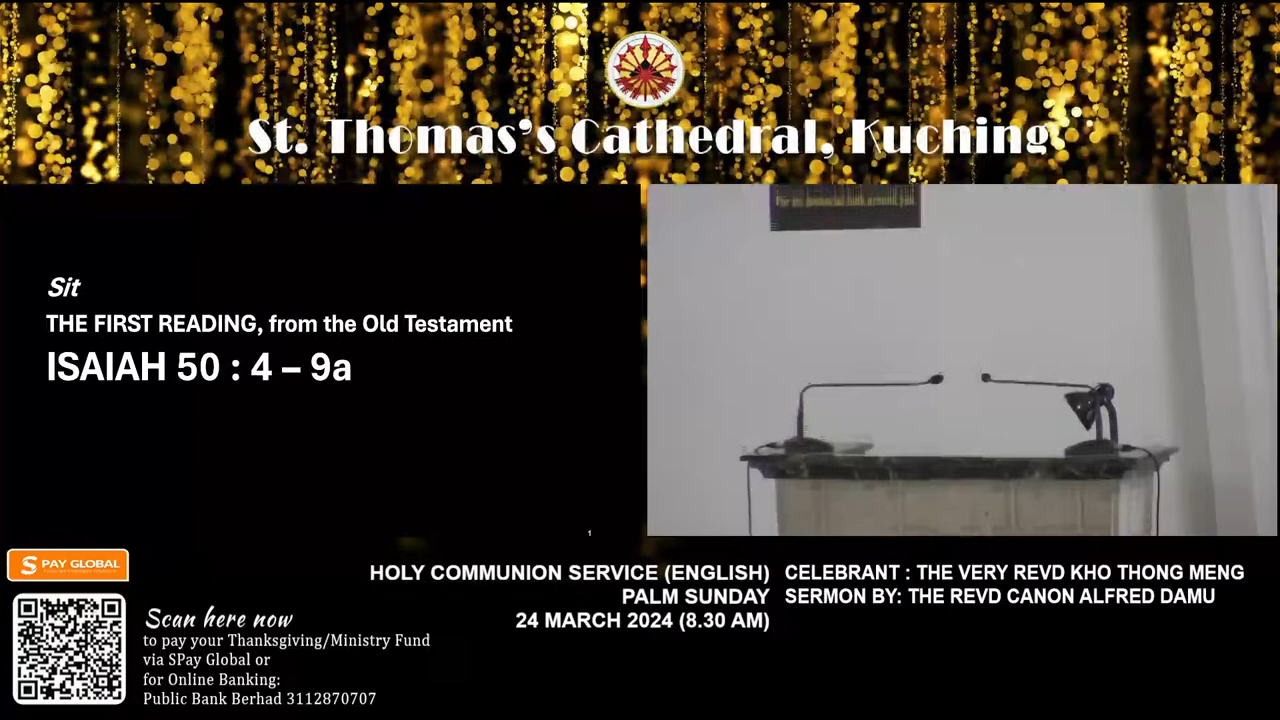 St. Thomas's Cathedral, Kuching
Sit
THE FIRST READING, from the Old Testament
ISAIAH 50 : 4 – 9a
1
S PAY GLOBAL
Scan here now
to pay your Thanksgiving/Ministry Fund
via SPay Global or
for Online Banking:
Public Bank Berhad 3112870707
HOLY COMMUNION SERVICE (ENGLISH)
PALM SUNDAY
24 MARCH 2024 (8.30 AM)
CELEBRANT : THE VERY REVD KHO THONG MENG
SERMON BY: THE REVD CANON ALFRED DAMU